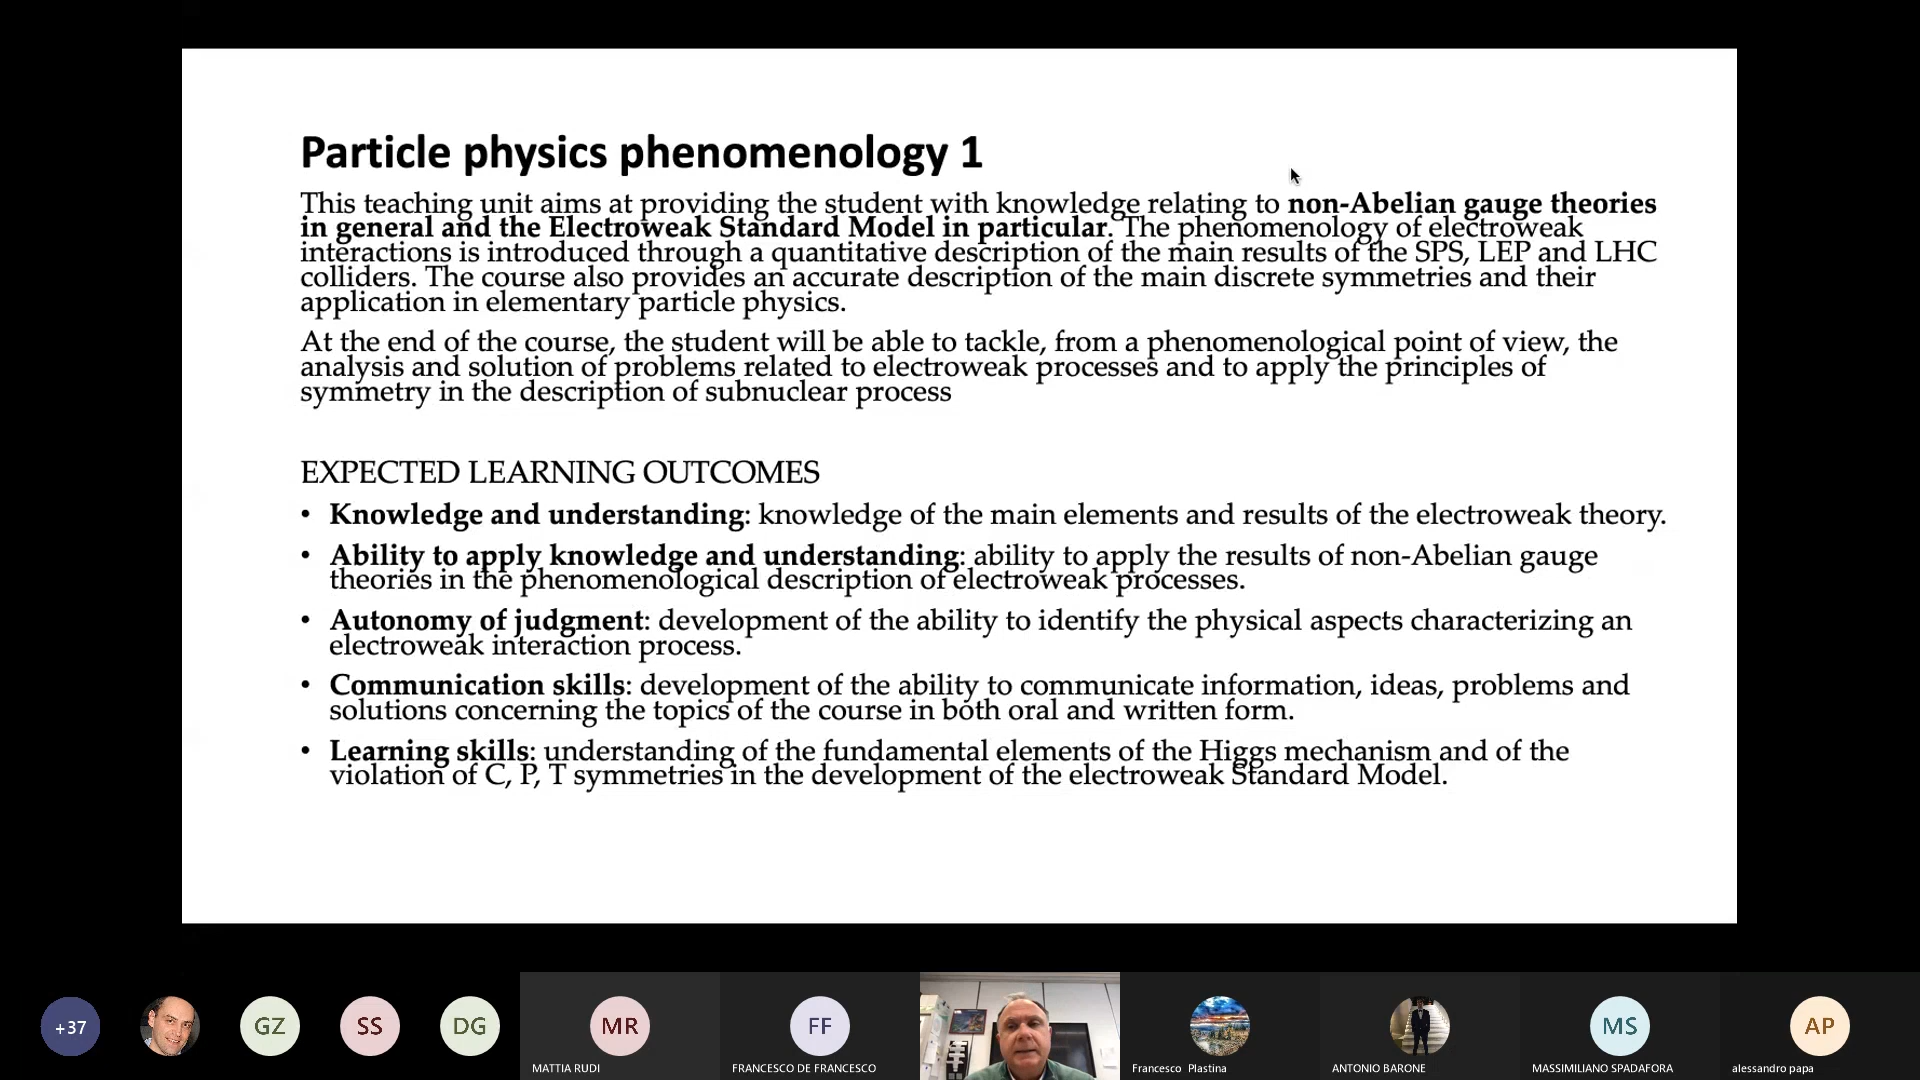 Particle physics phenomenology 1
This teaching unit aims at providing the student with knowledge relating to non-Abelian gauge theories
in general and the Electroweak Standard Model in particular. The phenomenology of electroweak
interactions is introduced through a quantitative description of the main results of the SPS, LEP and LHC
colliders. The course also provides an accurate description of the main discrete symmetries and their
application in elementary particle physics.
At the end of the course, the student will be able to tackle, from a phenomenological point of view, the
analysis and solution of problems related to electroweak processes and to apply the principles of
symmetry in the description of subnuclear process
EXPECTED LEARNING OUTCOMES
• Knowledge and understanding: knowledge of the main elements and results of the electroweak theory.
• Ability to apply knowledge and understanding: ability to apply the results of non-Abelian gauge
theories in the phenomenological description of electroweak processes.
• Autonomy of judgment: development of the ability to identify the physical aspects characterizing an
electroweak interaction process.
• Communication skills: development of the ability to communicate information, ideas, problems and
solutions concerning the topics of the course in both oral and written form.
• Learning skills: understanding of the fundamental elements of the Higgs mechanism and of the
violation of C, P, T symmetries in the development of the electroweak Standard Model.
+37
GZ
SS
DG
MR
MATTIA RUDI
FF
FRANCESCO DE FRANCESCO
Francesco Plastina
ANTONIO BARONE
MS
MASSIMILIANO SPADAFORA
AP
alessandro papa